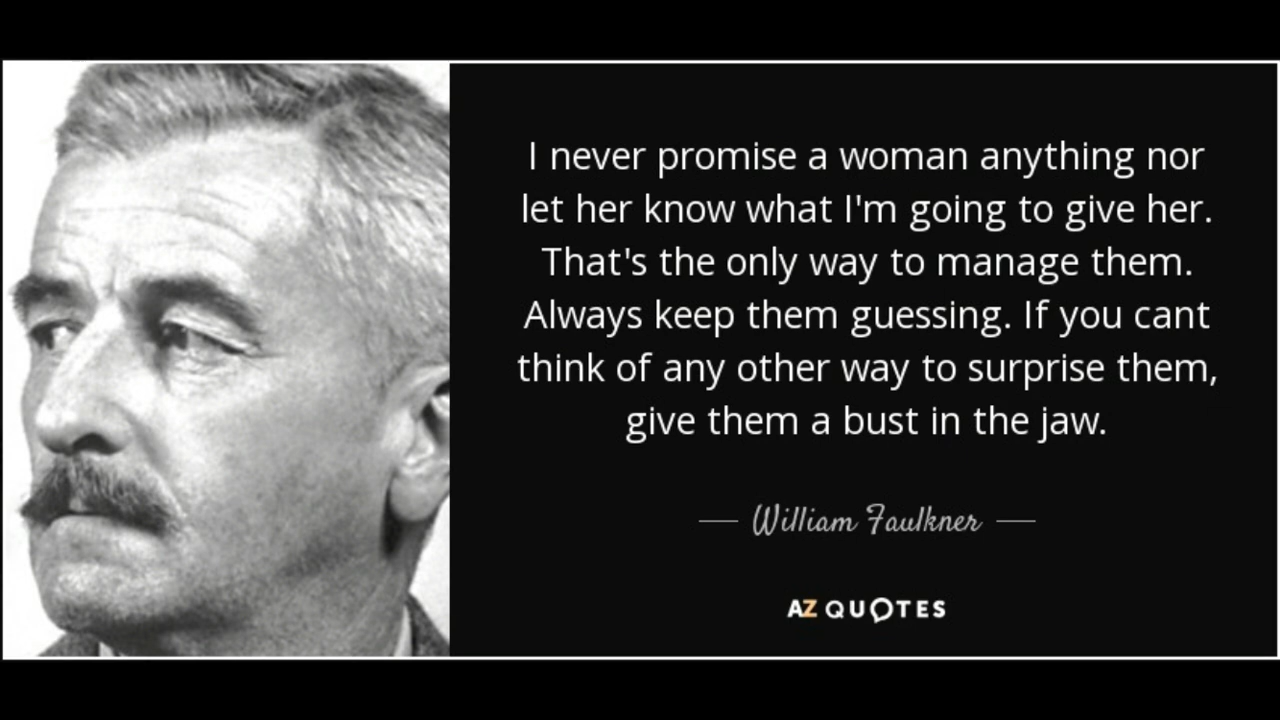 I never promise a woman anything nor
let her know what I'm going to give her.
That's the only way to manage them.
Always keep them guessing. If you cant
think of any other way to surprise them,
give them a bust in the jaw.
William Faulkner
AZ QUOTES